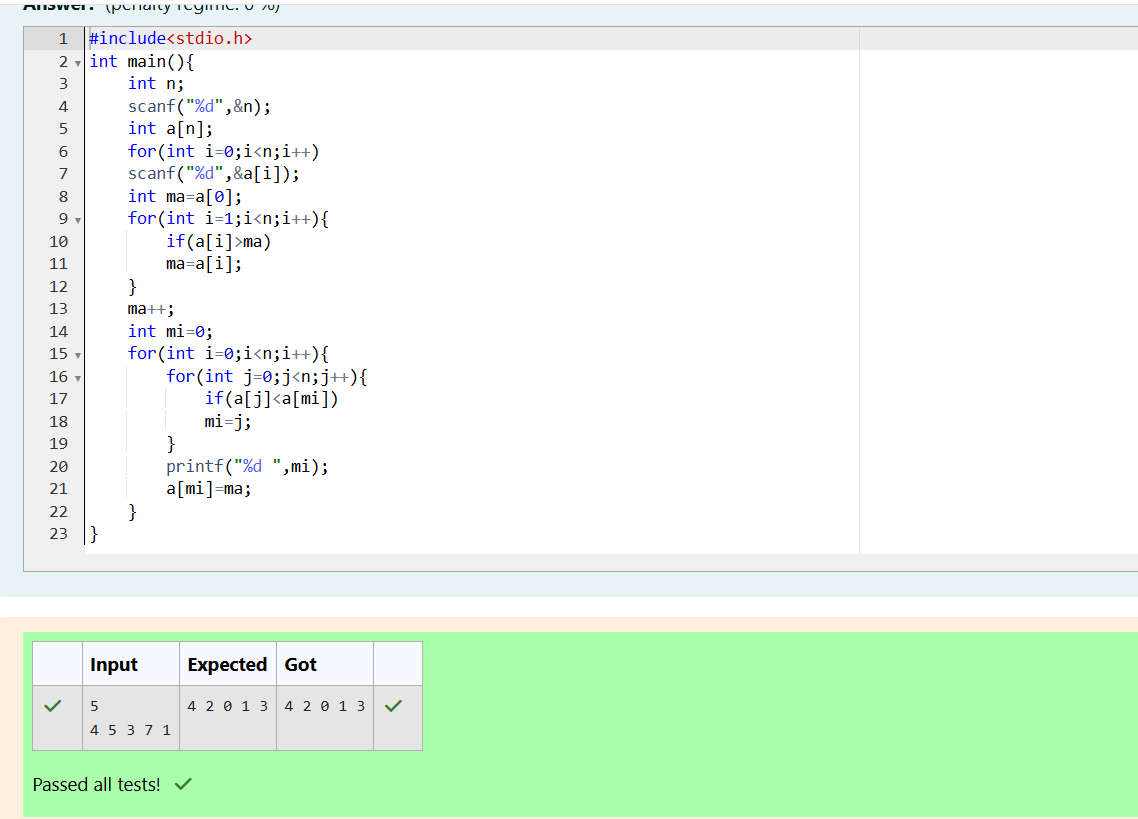 Answer: (penalty regime: 0 %)
1 #include<stdio.h>
2 int main(){
3     int n;
4     scanf("%d",&n);
5     int a[n];
6     for(int i=0;i<n;i++)
7     scanf("%d",&a[i]);
8     int ma=a[0];
9     for(int i=1;i<n;i++){
10         if(a[i]>ma)
11         ma=a[i];
12     }
13     ma++;
14     int mi=0;
15     for(int i=0;i<n;i++){
16         for(int j=0;j<n;j++){
17             if(a[j]<a[mi])
18             mi=j;
19         }
20         printf("%d ",mi);
21         a[mi]=ma;
22     }
23 }
Input Expected Got
5 4 2 0 1 3 4 2 0 1 3
4 5 3 7 1
Passed all tests!